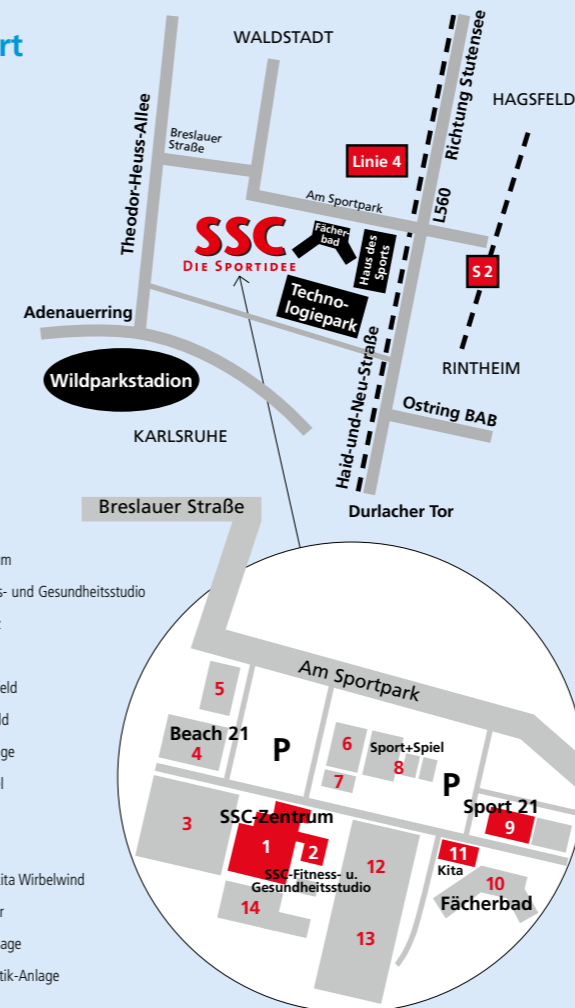 rt
WALDSTADT
HAGSFELD
Richtung Stutensee
Theodor-Heuss-Allee
Breslauer
Straße
Linie 4
L560
Am Sportpark
SSC
DIE SPORTIDEE
Fächer-
bad
Haus des
Sports
S 2
Techno-
logiepark
Adenauerring
Wildparkstadion
RINTHEIM
Haid-und-Neu-Straße
Ostring BAB
KARLSRUHE
Durlacher Tor
Breslauer Straße
m
s- und Gesundheitsstudio
eld
ld
ge
el
ita Wirbelwind
r
age
tik-Anlage
Am Sportpark
5
Beach 21
4
P
6
Sport+Spiel
8
7
P
Sport 21
9
3
SSC-Zentrum
1
2
SSC-Fitness- u.
Gesundheitsstudio
12
11
Kita
10
Fächerbad
14
13